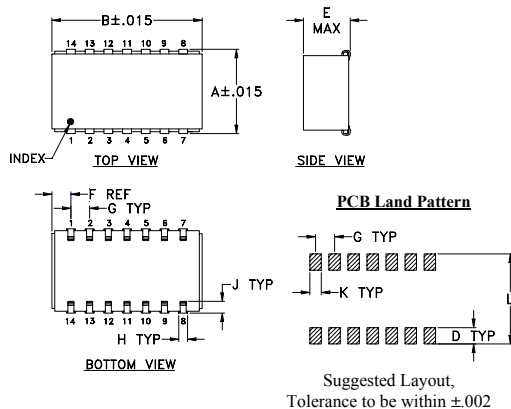 B±.015
E
MAX
14 13 12 11 10 9 8
A±.015
INDEX
1 2 3 4 5 6 7
TOP VIEW
SIDE VIEW
F REF
G TYP
1 2 3 4 5 6 7
J TYP
14 13 12 11 10 9 8
H TYP
BOTTOM VIEW
PCB Land Pattern
G TYP
K TYP
L
D TYP
Suggested Layout,
Tolerance to be within ±.002